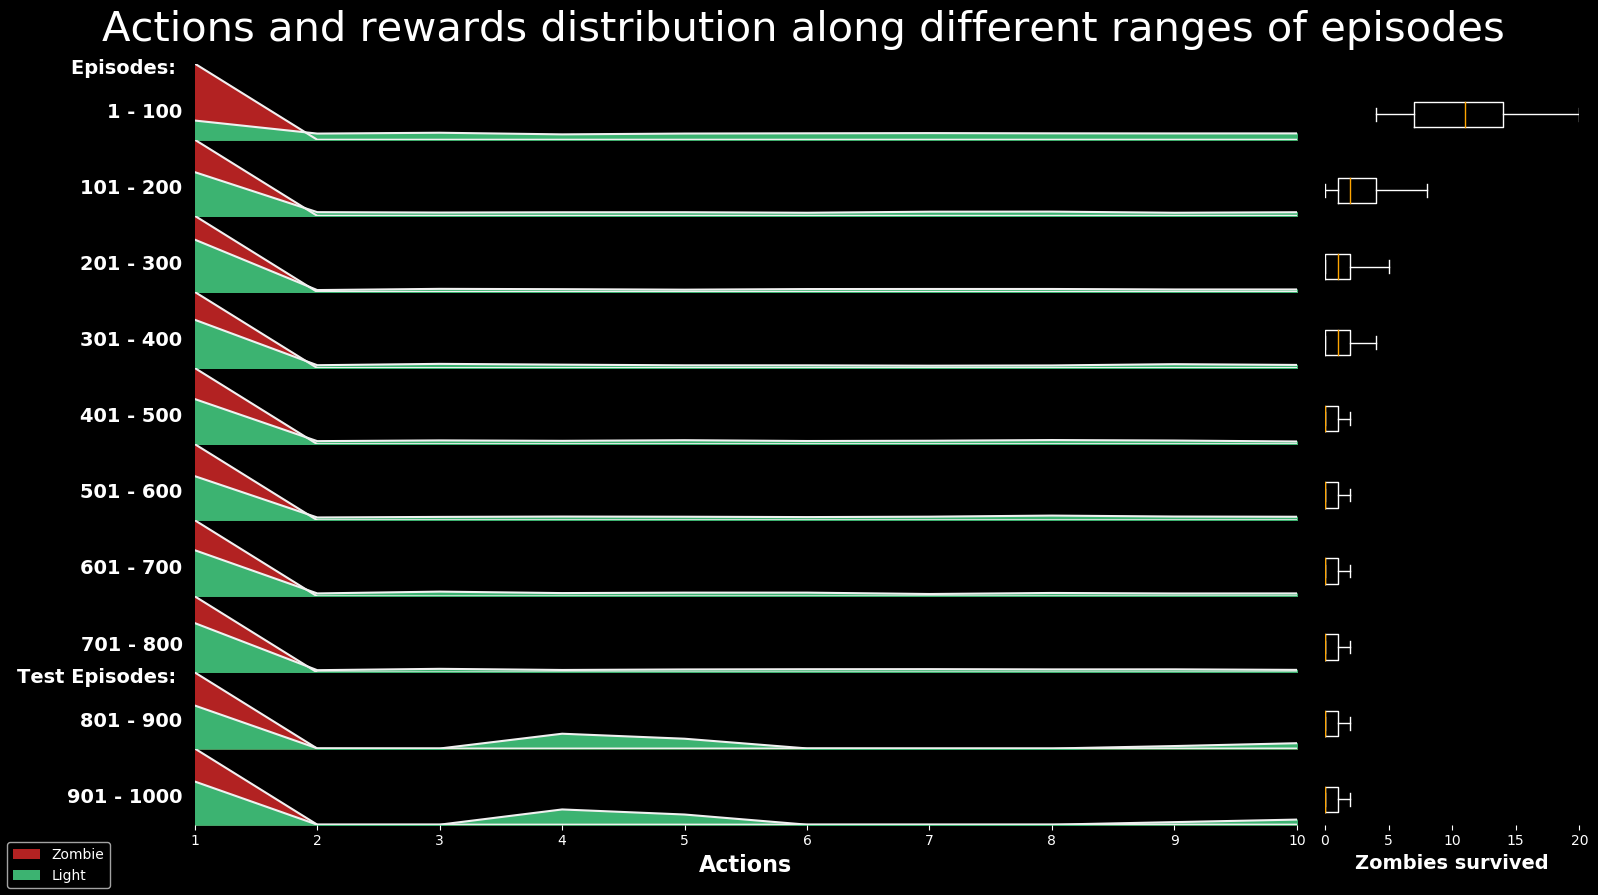 Actions and rewards distribution along different ranges of episodes
Episodes:
1 - 100
101 - 200
201 - 300
301 - 400
401 - 500
501 - 600
601 - 700
701 - 800
Test Episodes:
801 - 900
901 - 1000
1 2 3 4 5 6 7 8 9 10
0 5 10 15 20
Actions
Zombies survived
Zombie
Light